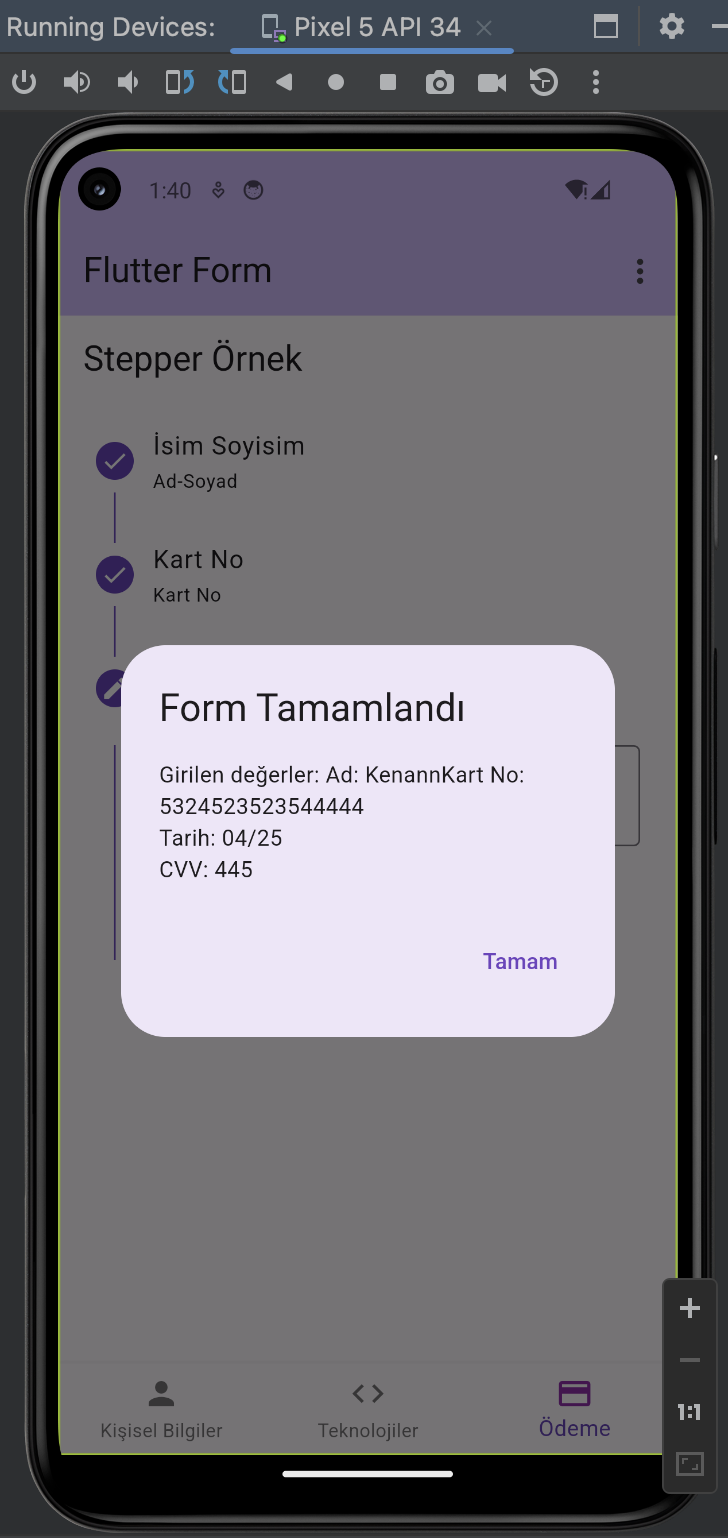 Running Devices: Pixel 5 API 34
1:40
Flutter Form
Stepper Örnek
İsim Soyisim
Ad-Soyad
Kart No
Kart No
Form Tamamlandı
Girilen değerler: Ad: KenannKart No:
5324523523544444
Tarih: 04/25
CVV: 445
Tamam
1:1
Kişisel Bilgiler Teknolojiler Ödeme